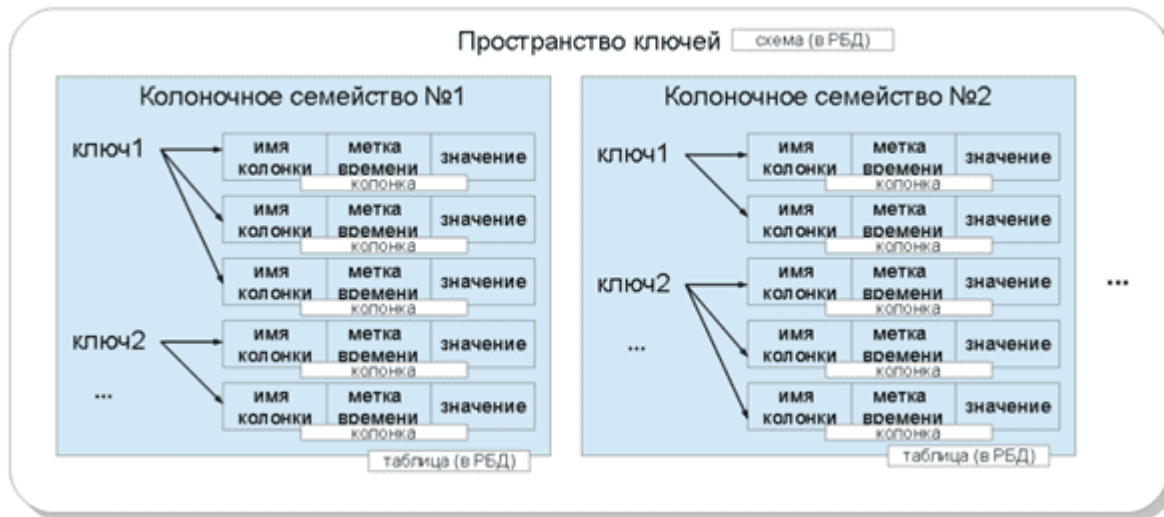 Пространство ключей схема (в РБД)
Колоночное семейство №1
ключ1
имя колонки метка времени значение
колонка
имя колонки метка времени значение
колонка
имя колонки метка времени значение
колонка
ключ2
имя колонки метка времени значение
колонка
...
имя колонки метка времени значение
колонка
таблица (в РБД)
Колоночное семейство №2
ключ1
имя колонки метка времени значение
колонка
имя колонки метка времени значение
колонка
ключ2
имя колонки метка времени значение
колонка
...
имя колонки метка времени значение
колонка
имя колонки метка времени значение
колонка
таблица (в РБД)
...